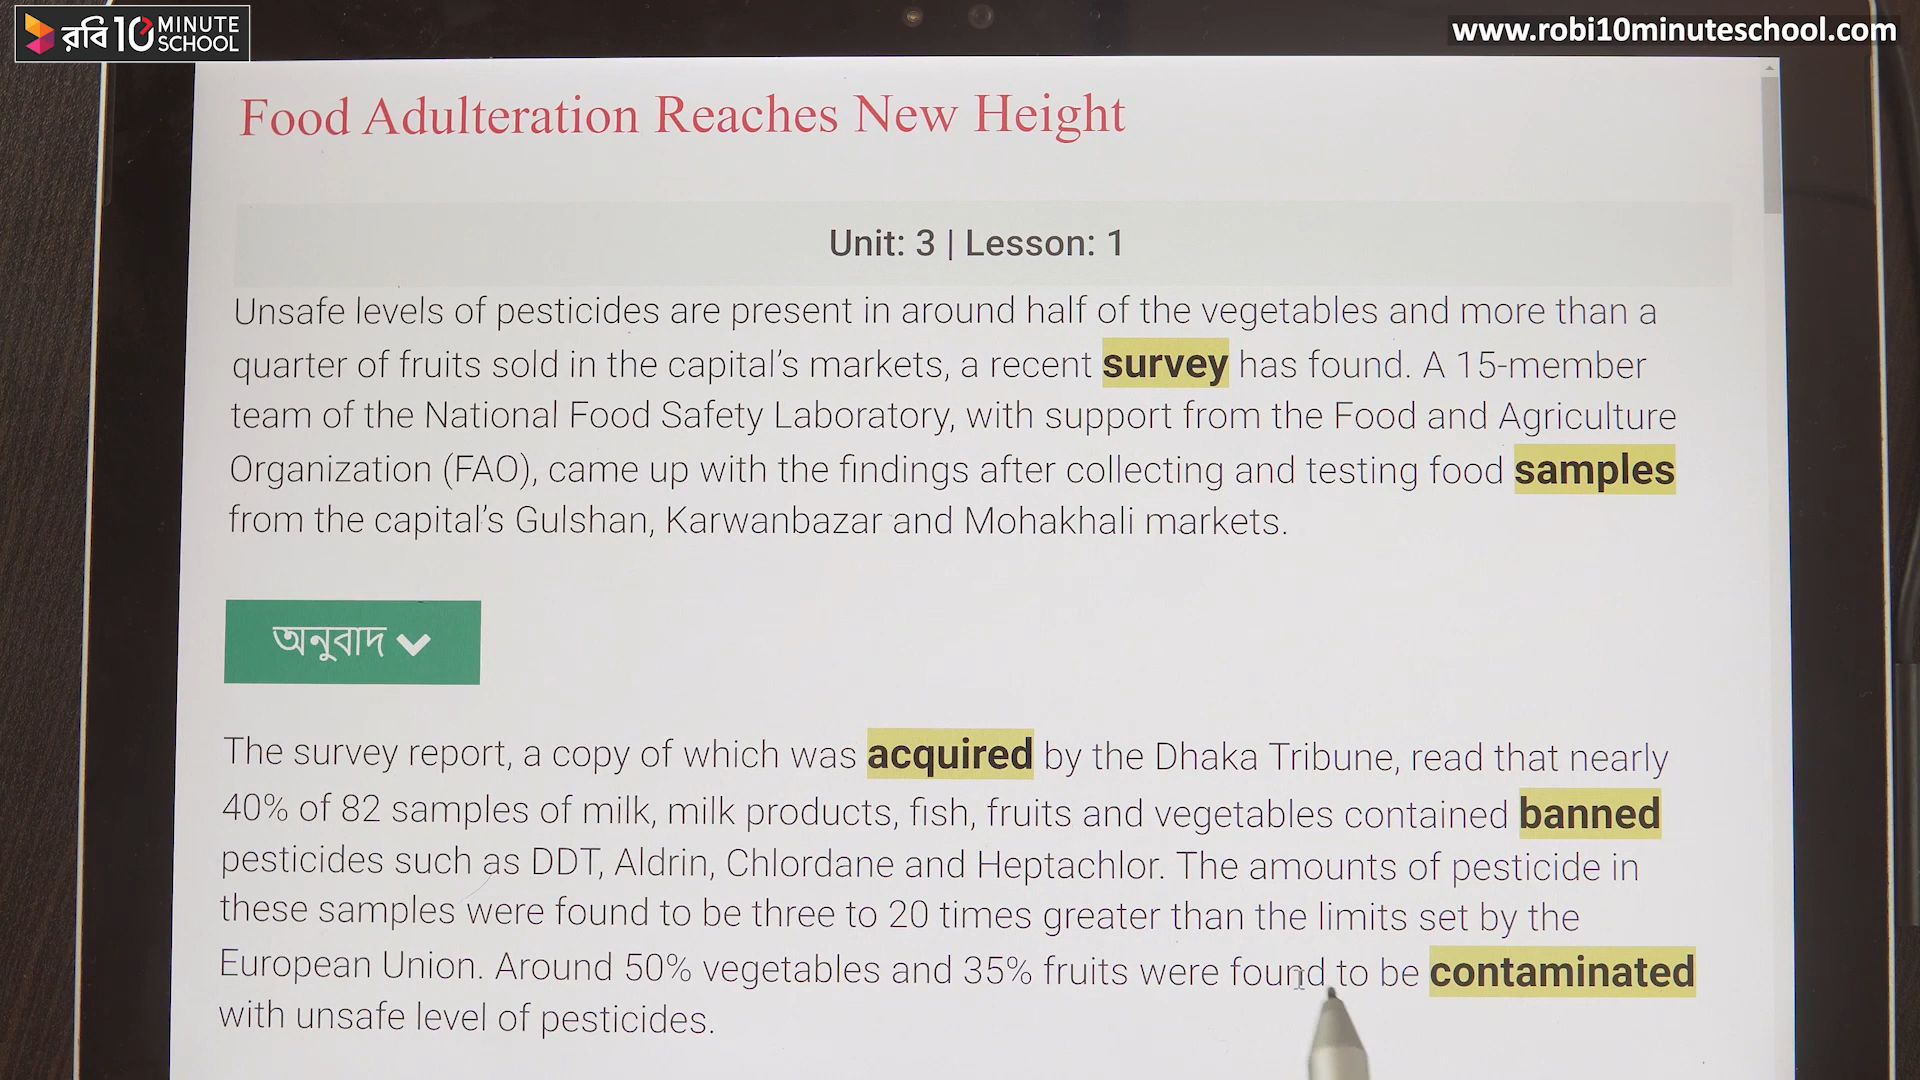 রবি 10 MINUTE SCHOOL
www.robi10minuteschool.com
Food Adulteration Reaches New Height
Unit: 3 | Lesson: 1
Unsafe levels of pesticides are present in around half of the vegetables and more than a
quarter of fruits sold in the capital's markets, a recent survey has found. A 15-member
team of the National Food Safety Laboratory, with support from the Food and Agriculture
Organization (FAO), came up with the findings after collecting and testing food samples
from the capital's Gulshan, Karwanbazar and Mohakhali markets.
অনুবাদ
The survey report, a copy of which was acquired by the Dhaka Tribune, read that nearly
40% of 82 samples of milk, milk products, fish, fruits and vegetables contained banned
pesticides such as DDT, Aldrin, Chlordane and Heptachlor. The amounts of pesticide in
these samples were found to be three to 20 times greater than the limits set by the
European Union. Around 50% vegetables and 35% fruits were found to be contaminated
with unsafe level of pesticides.